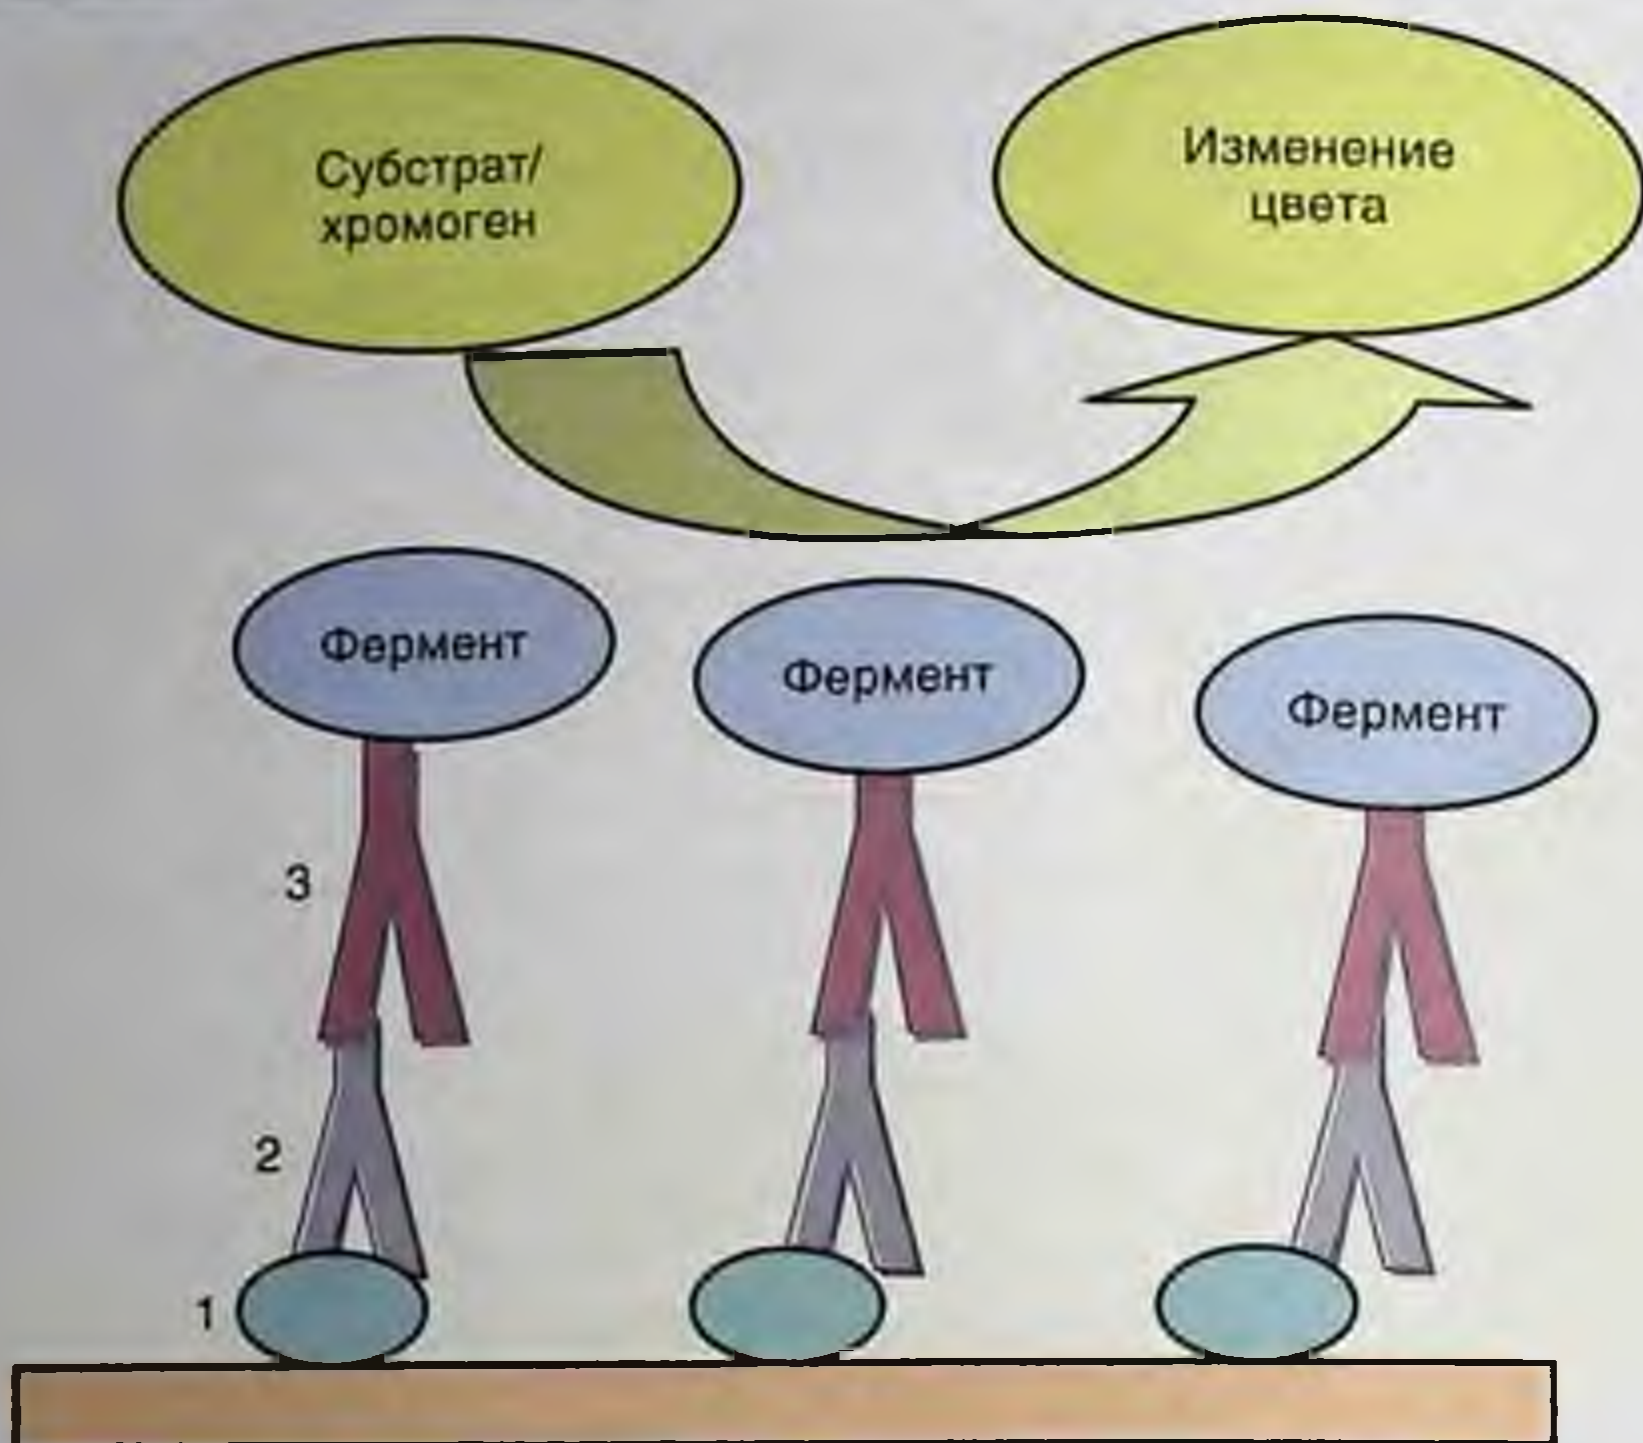 Субстрат/
хромоген
Изменение
цвета
Фермент
Фермент
Фермент
3
2
1